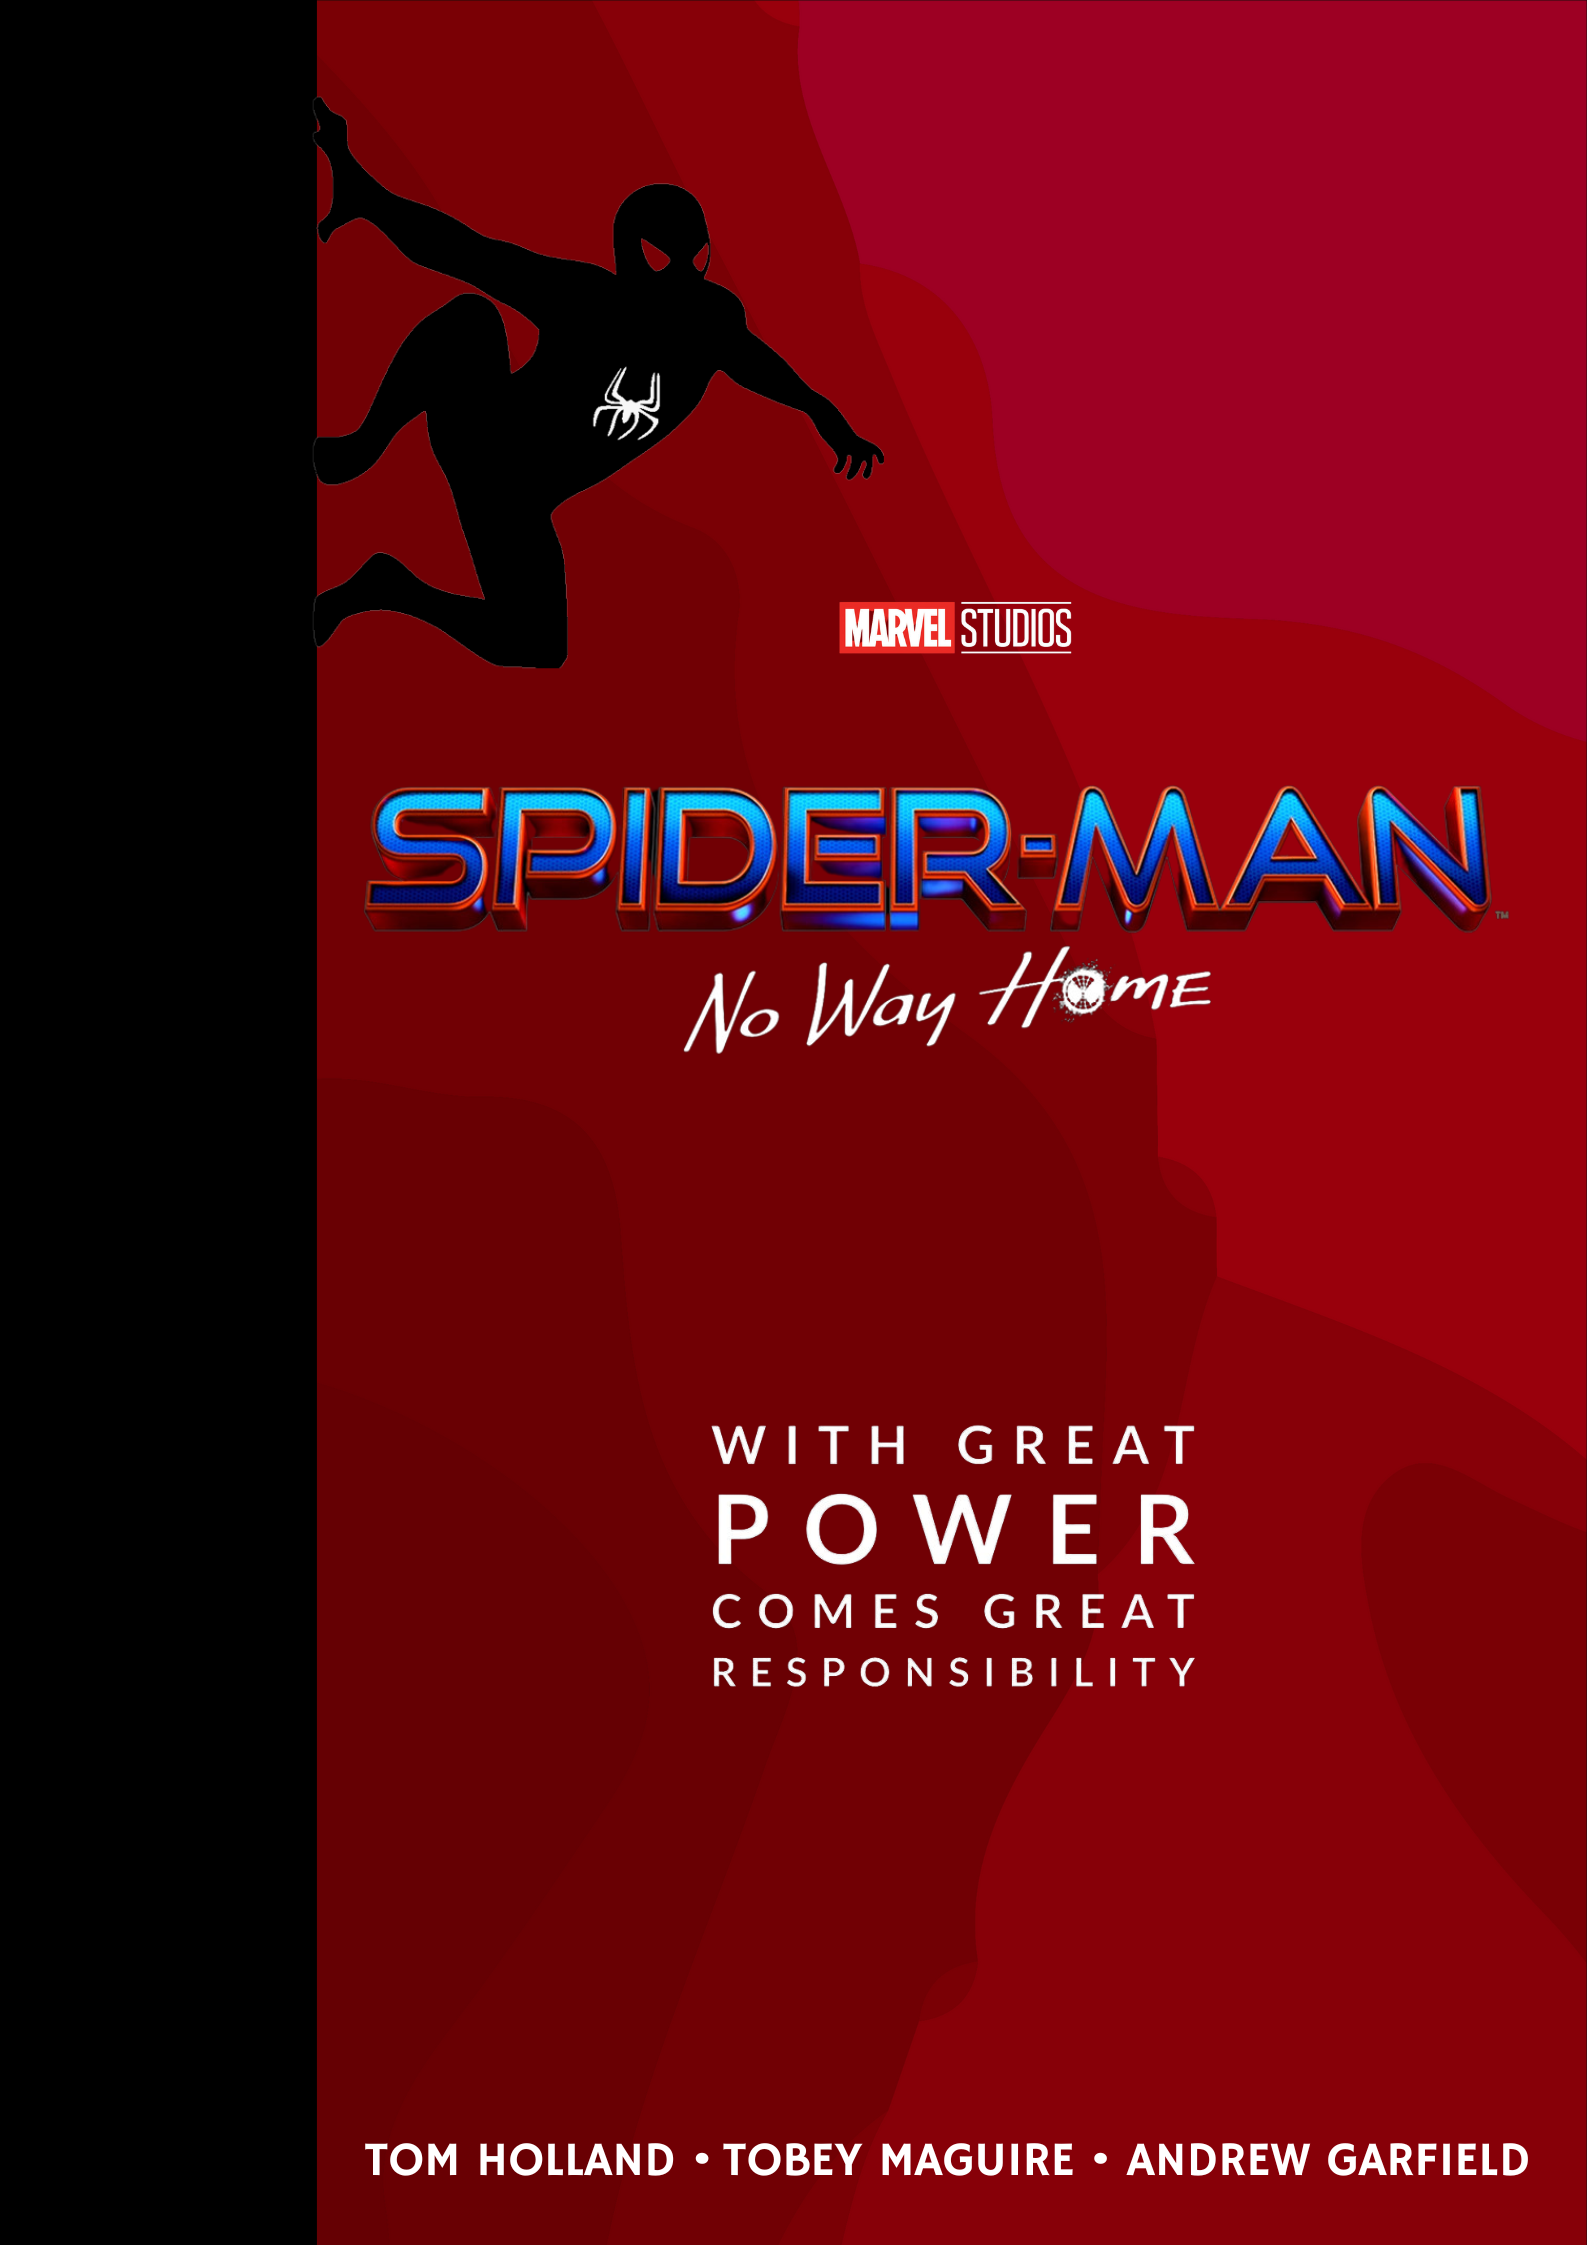 MARVEL STUDIOS
SPIDER-MAN ™
No Way Home
WITH GREAT
POWER
COMES GREAT
RESPONSIBILITY
TOM HOLLAND • TOBEY MAGUIRE • ANDREW GARFIELD